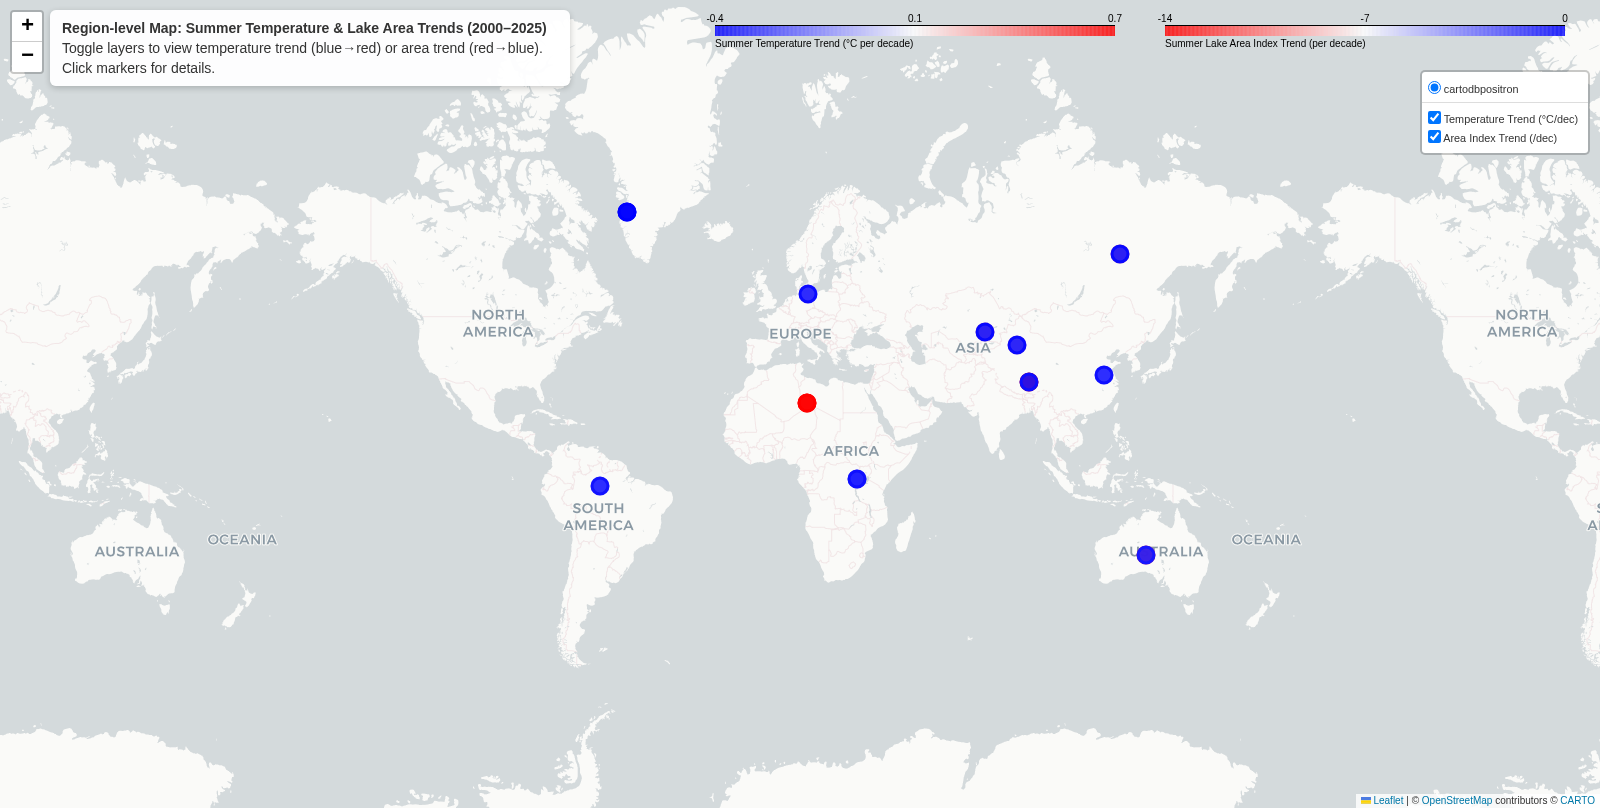 +
−
Region-level Map: Summer Temperature & Lake Area Trends (2000–2025)
Toggle layers to view temperature trend (blue→red) or area trend (red→blue).
Click markers for details.
-0.4 0.1 0.7
Summer Temperature Trend (°C per decade)
-14 -7 0
Summer Lake Area Index Trend (per decade)
cartodbpositron
Temperature Trend (°C/dec)
Area Index Trend (/dec)
NORTH
AMERICA
EUROPE
ASIA
NORTH
AMERICA
AFRICA
SOUTH
AMERICA
OCEANIA
AUSTRALIA
OCEANIA
Leaflet | © OpenStreetMap contributors © CARTO